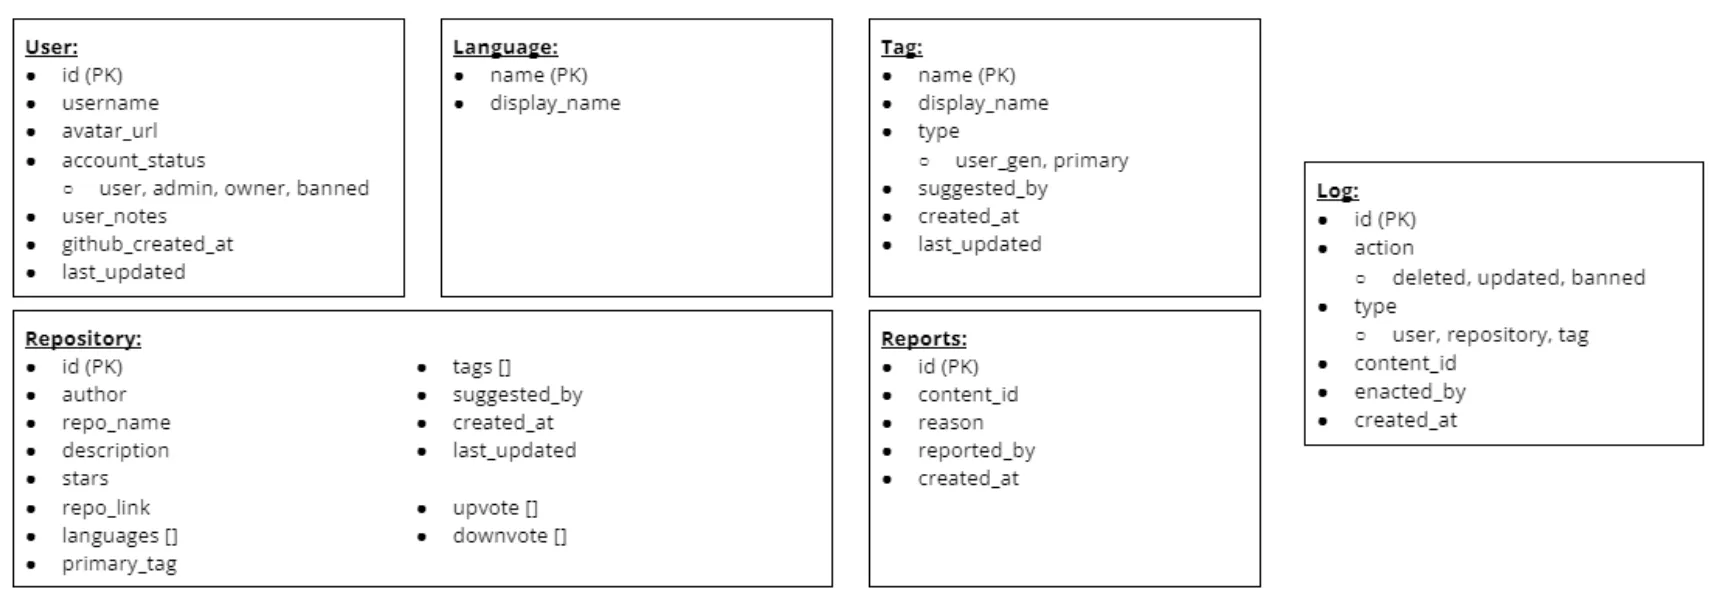 User:
id (PK)
username
avatar_url
account_status
user, admin, owner, banned
user_notes
github_created_at
last_updated
Language:
name (PK)
display_name
Tag:
name (PK)
display_name
type
user_gen, primary
suggested_by
created_at
last_updated
Repository:
id (PK)
author
repo_name
description
stars
repo_link
languages []
primary_tag
tags []
suggested_by
created_at
last_updated
upvote []
downvote []
Reports:
id (PK)
content_id
reason
reported_by
created_at
Log:
id (PK)
action
deleted, updated, banned
type
user, repository, tag
content_id
enacted_by
created_at